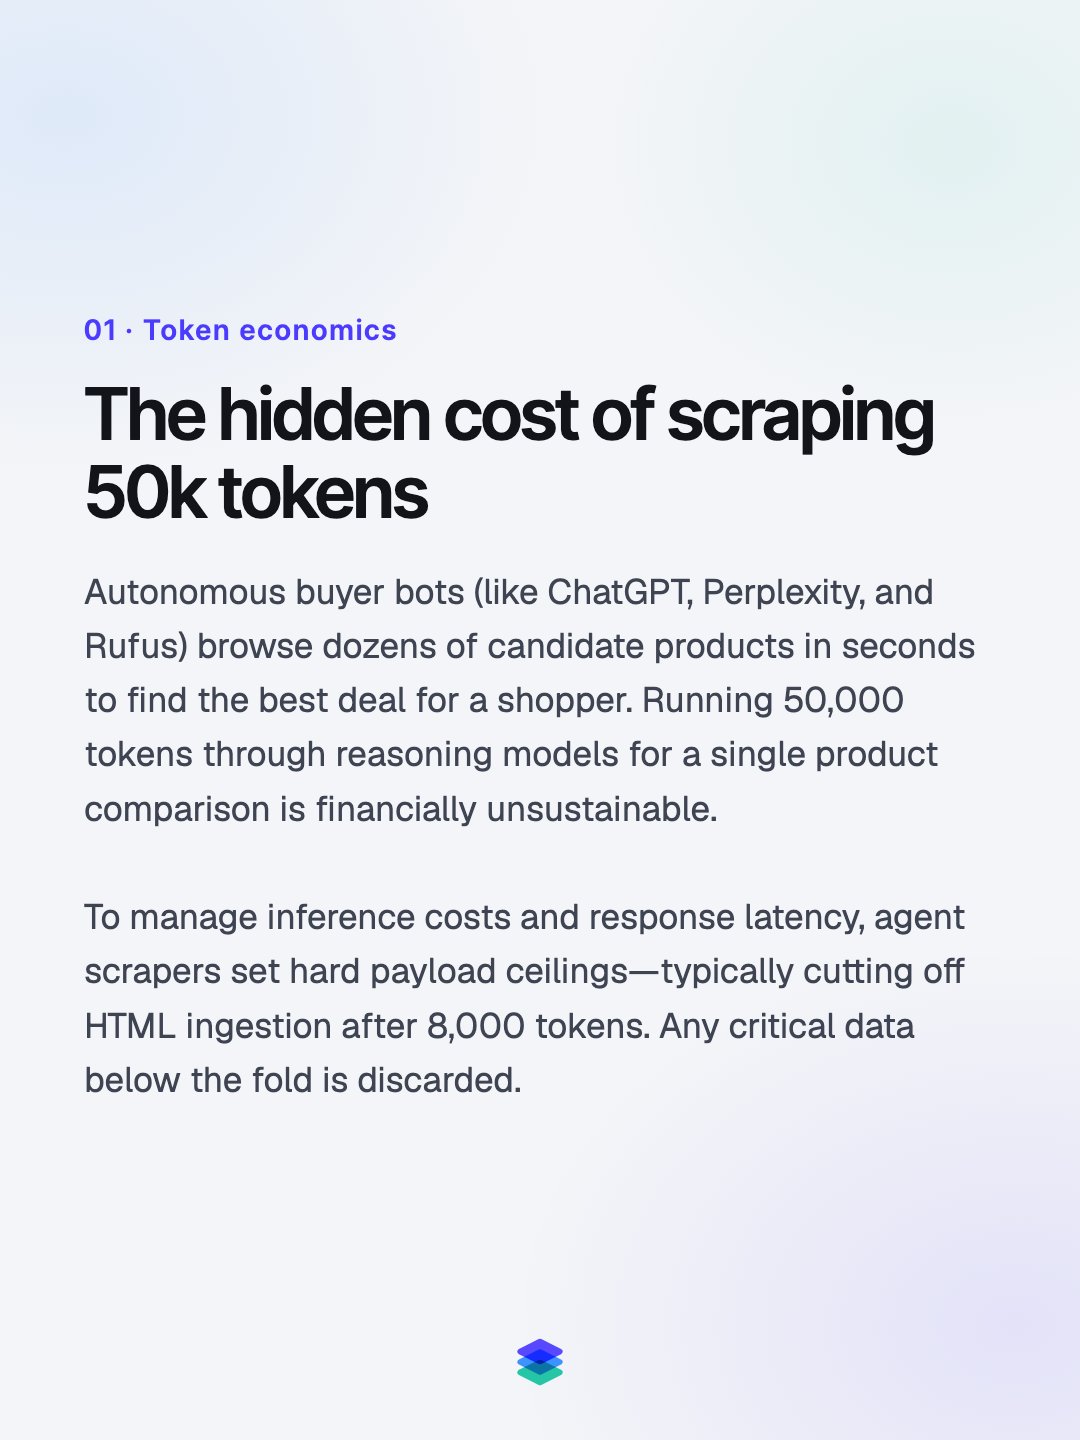 01 · Token economics
The hidden cost of scraping
50k tokens
Autonomous buyer bots (like ChatGPT, Perplexity, and
Rufus) browse dozens of candidate products in seconds
to find the best deal for a shopper. Running 50,000
tokens through reasoning models for a single product
comparison is financially unsustainable.
To manage inference costs and response latency, agent
scrapers set hard payload ceilings—typically cutting off
HTML ingestion after 8,000 tokens. Any critical data
below the fold is discarded.